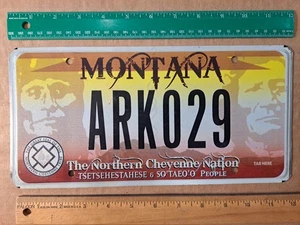 MONTANA
ARK029
TAB HERE
The Northern Cheyenne Nation
TSETSEHESTAHESE & SO'TAEO'O' PEOPLE